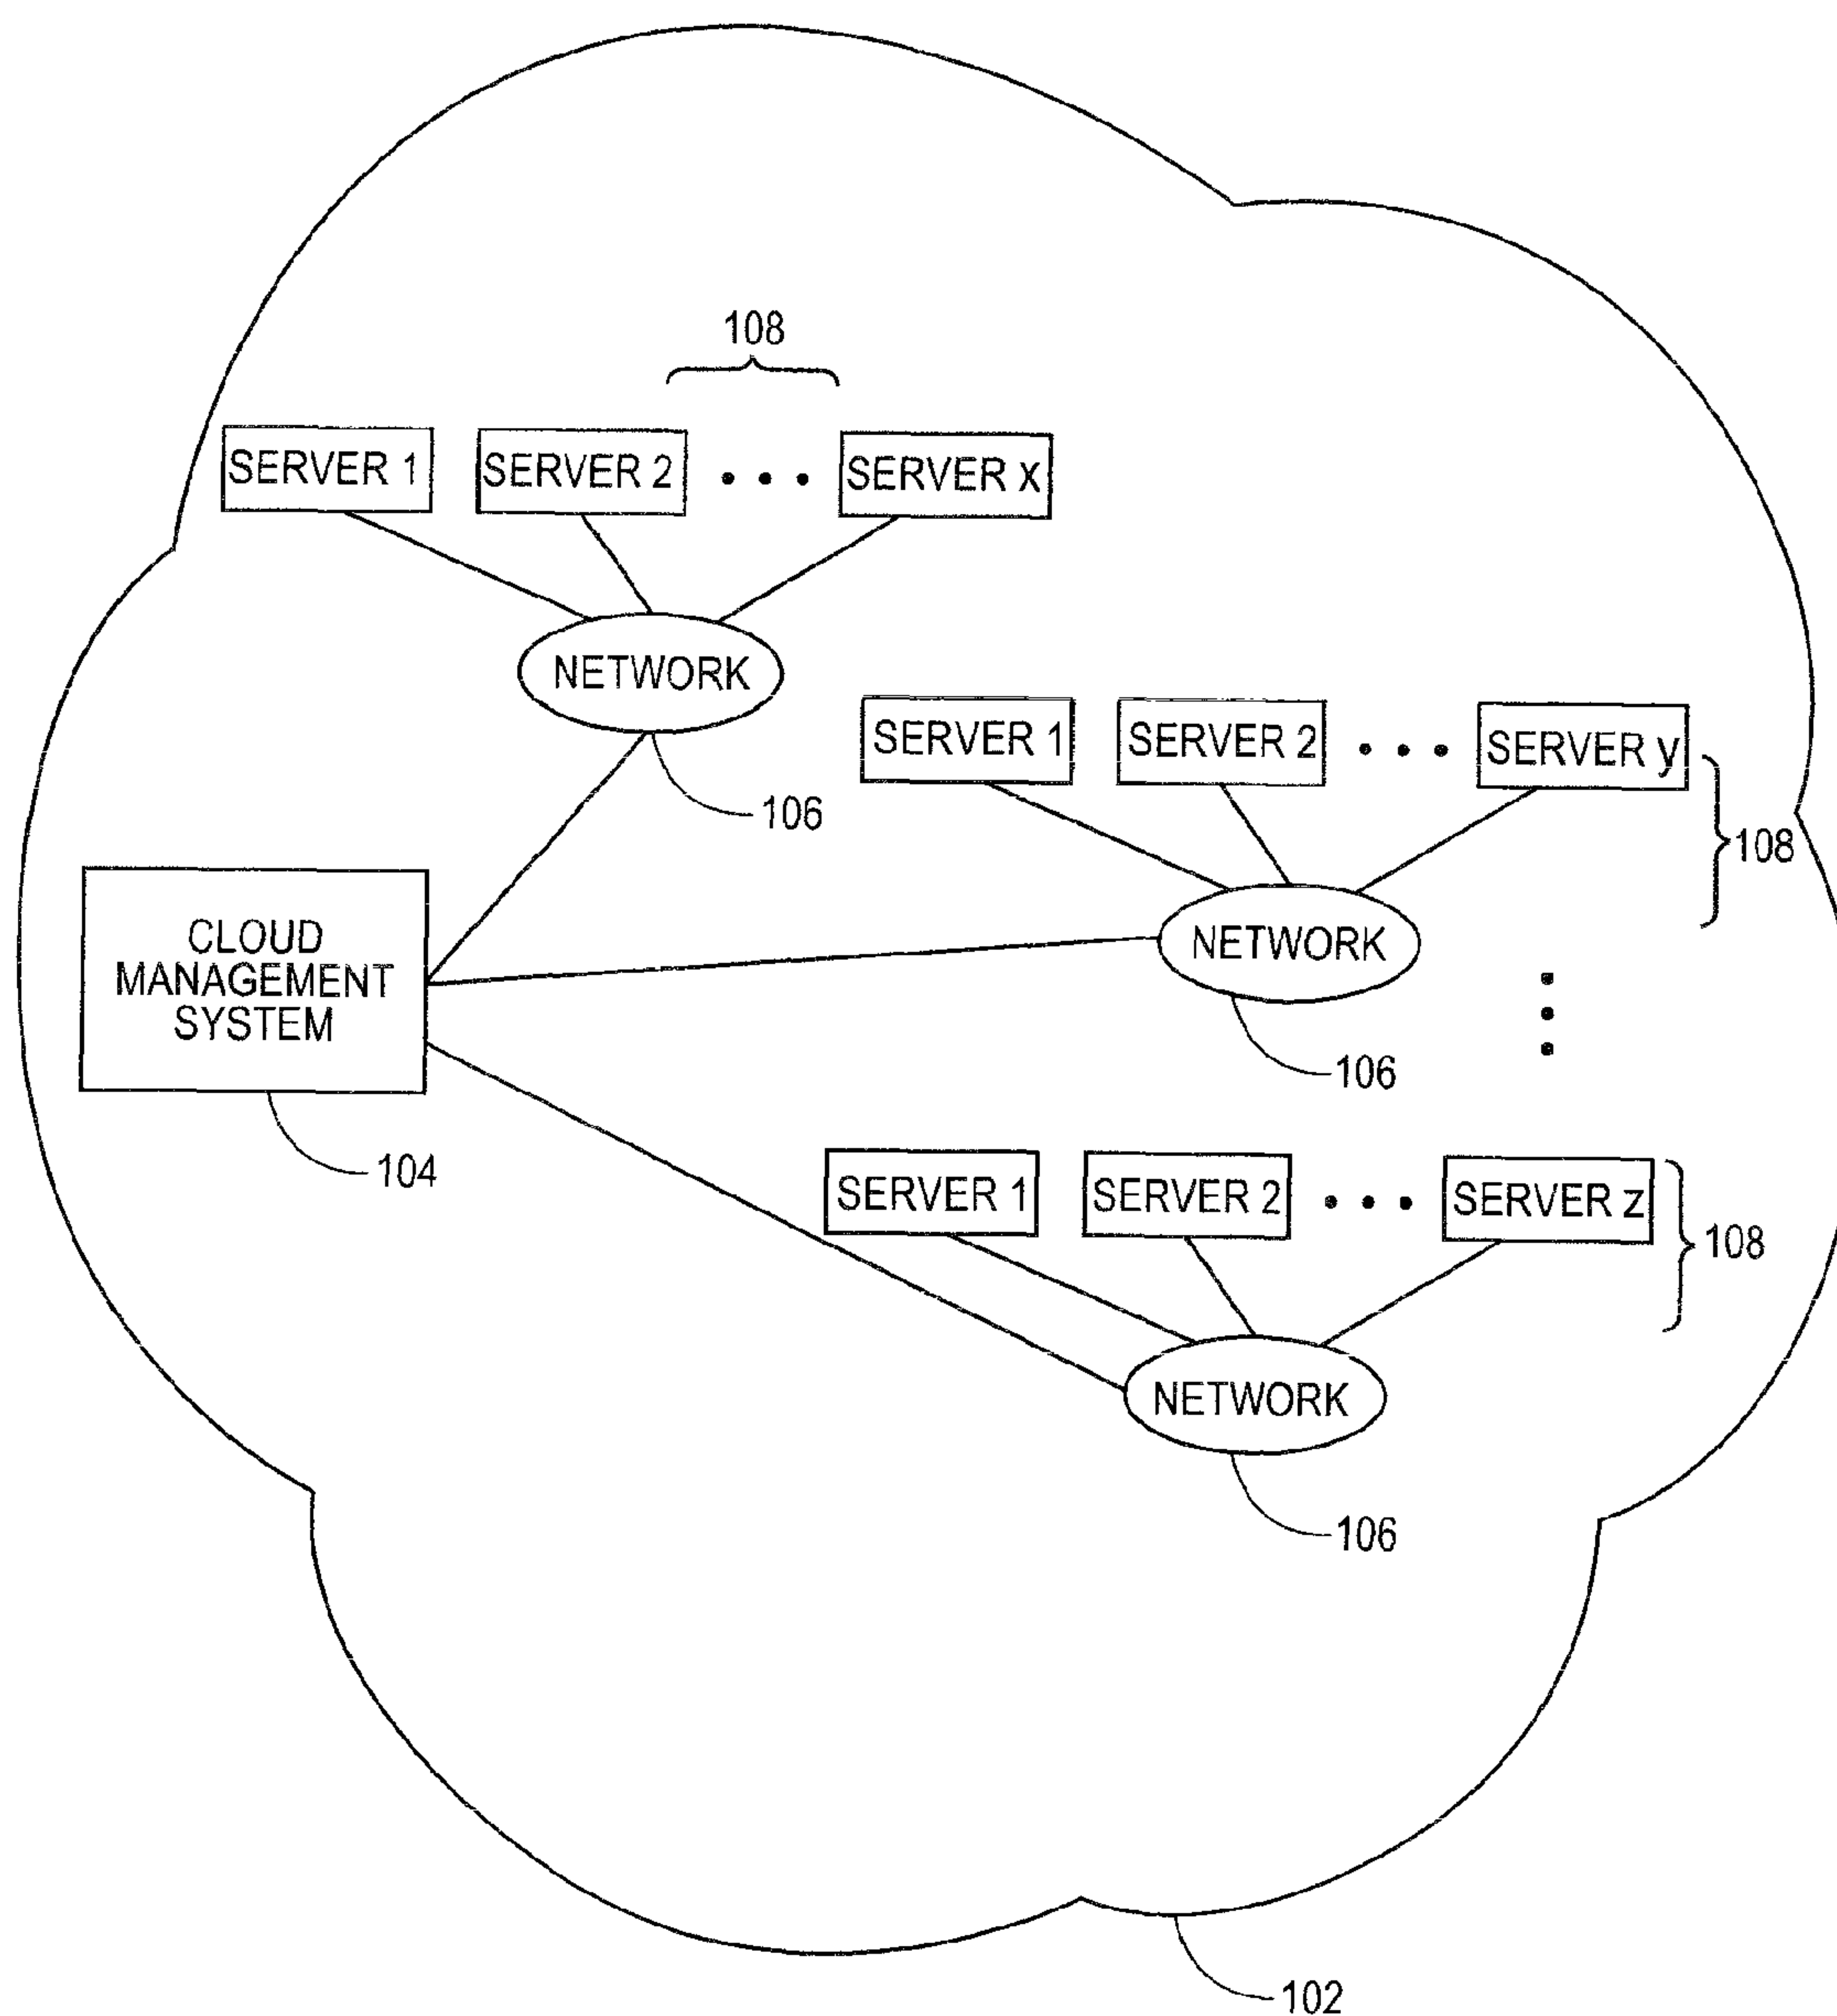 108
SERVER 1 SERVER 2 • • • SERVER x
NETWORK
106
SERVER 1 SERVER 2 • • • SERVER y
108
NETWORK
106
CLOUD
MANAGEMENT
SYSTEM
104
SERVER 1 SERVER 2 • • • SERVER z
108
NETWORK
106
102